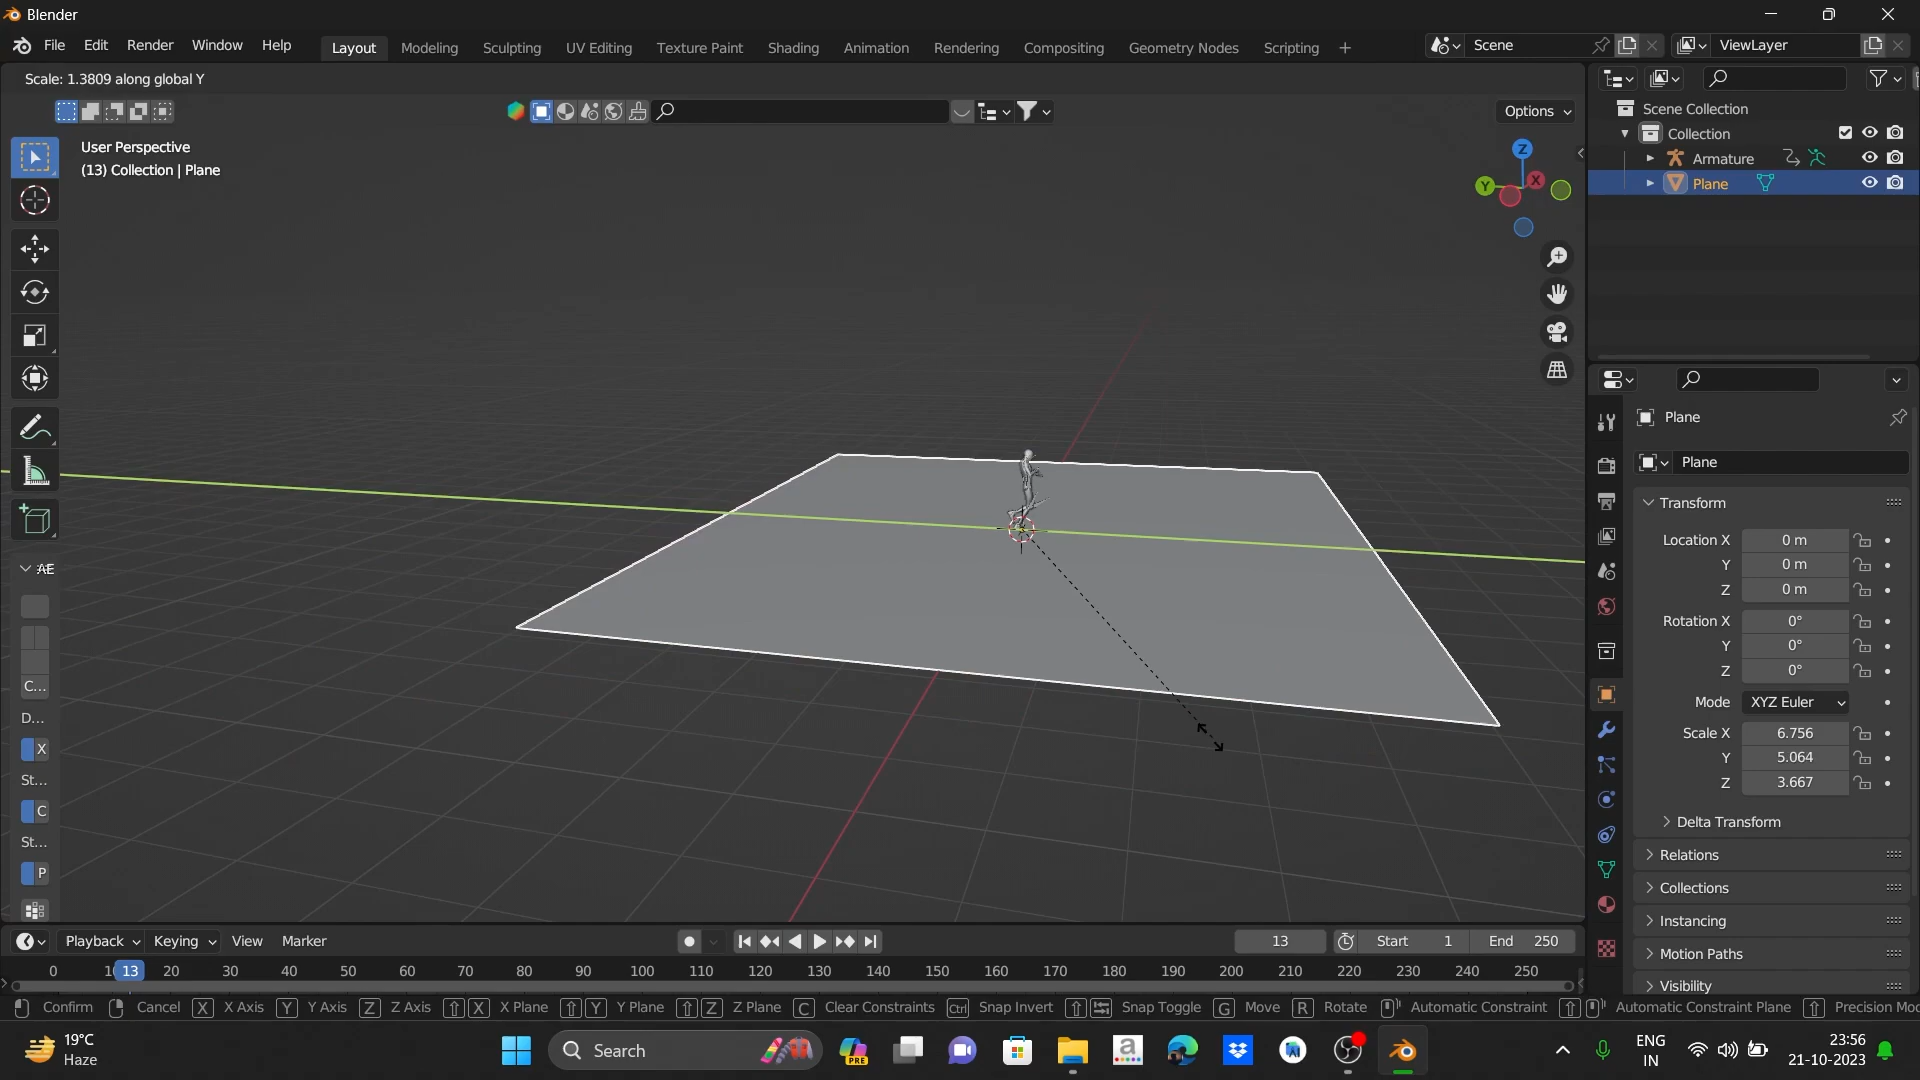 Blender
File Edit Render Window Help
Layout Modeling Sculpting UV Editing Texture Paint Shading Animation Rendering Compositing Geometry Nodes Scripting +
Scene
ViewLayer
Scale: 1.3809 along global Y
Options
User Perspective
(13) Collection | Plane
Z
Y
X
Scene Collection
Collection
Armature
Plane
Plane
Plane
Transform
Location X 0 m
Y 0 m
Z 0 m
Rotation X 0°
Y 0°
Z 0°
Mode XYZ Euler
Scale X 6.756
Y 5.064
Z 3.667
Delta Transform
Relations
Collections
Instancing
Motion Paths
Visibility
AE
C...
D...
X
St...
C
St...
P
Playback Keying View Marker
13
Start 1
End 250
0 10 13 20 30 40 50 60 70 80 90 100 110 120 130 140 150 160 170 180 190 200 210 220 230 240 250
Confirm Cancel X X Axis Y Y Axis Z Z Axis X X Plane Y Y Plane Z Z Plane C Clear Constraints Ctrl Snap Invert Snap Toggle G Move R Rotate Automatic Constraint Automatic Constraint Plane Precision Mo
19°C
Haze
Search
PRE
a
ENG
IN
23:56
21-10-2023